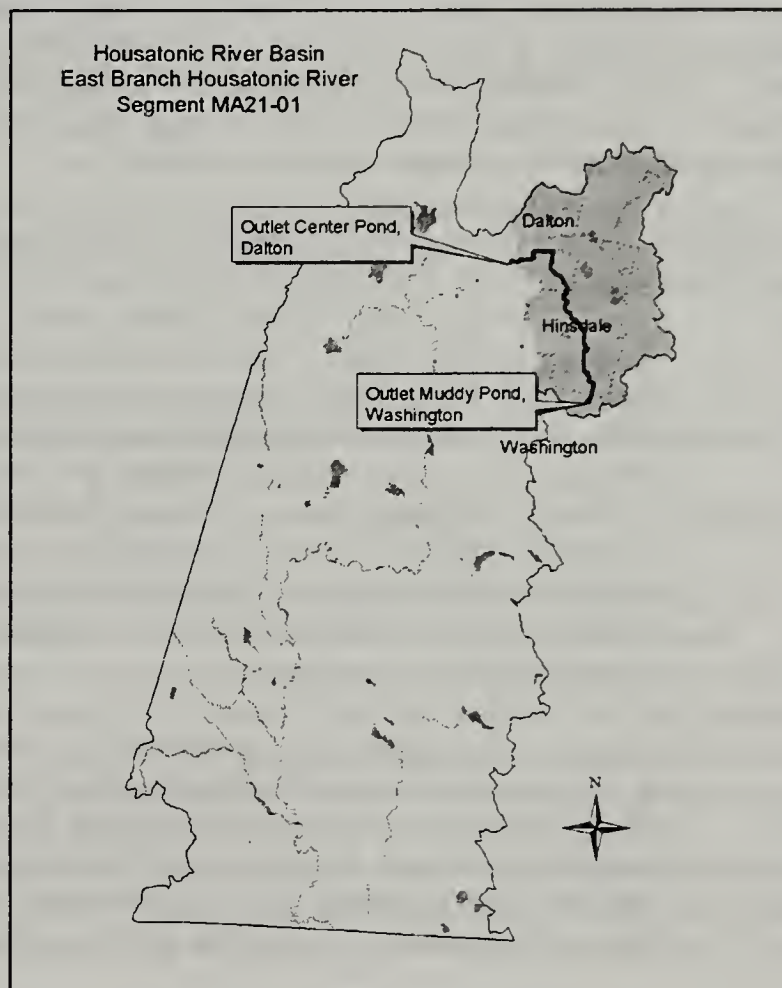 Housatonic River Basin
East Branch Housatonic River
Segment MA21-01
Outlet Center Pond,
Dalton
Dalton
Hinsdale
Outlet Muddy Pond,
Washington
Washington
N